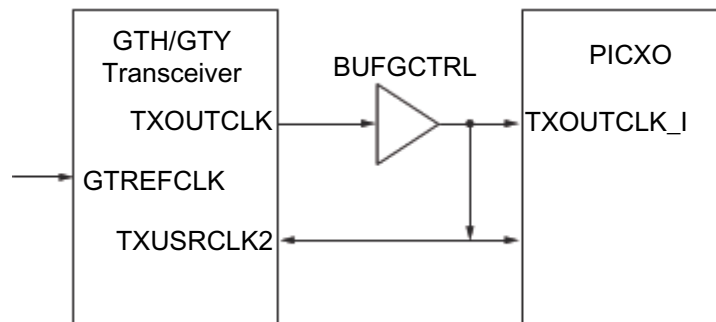 GTH/GTY
Transceiver
BUFGCTRL
PICXO
TXOUTCLK
TXOUTCLK_I
GTREFCLK
TXUSRCLK2